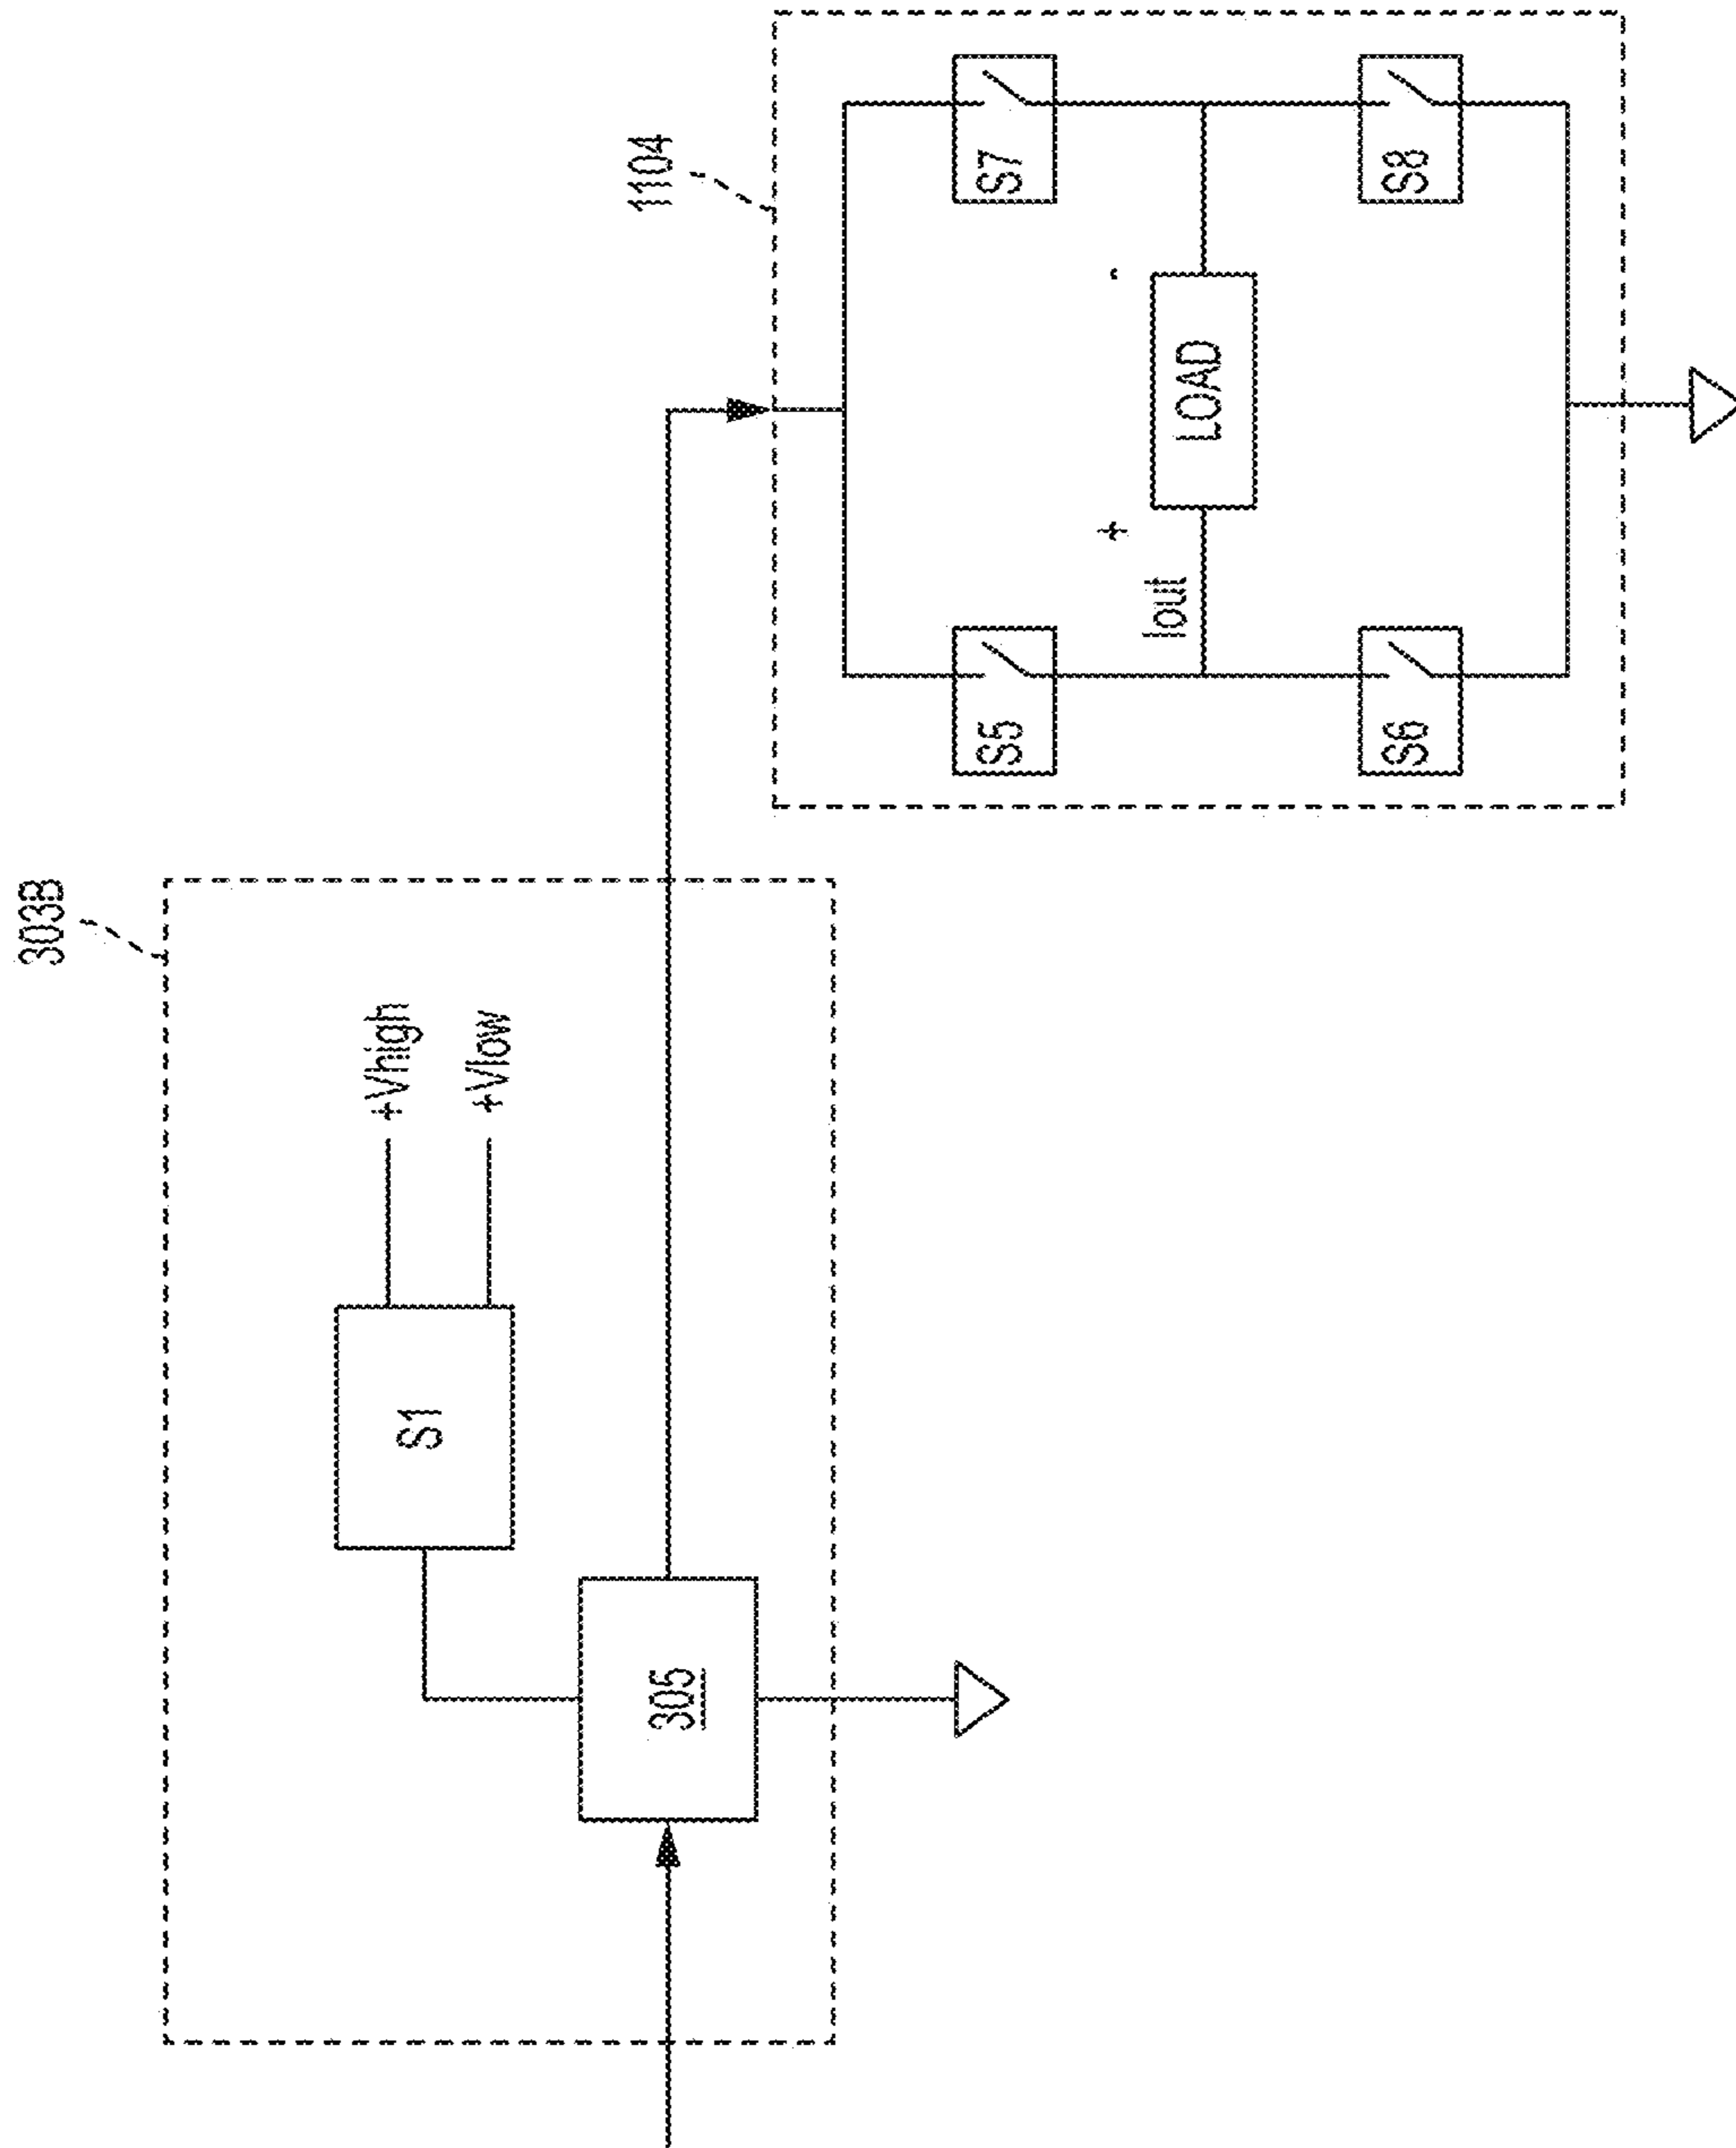 303B
+Vhigh
+Vlow
S1
305
1104
S5
S7
Iout
+
-
LOAD
S6
S8